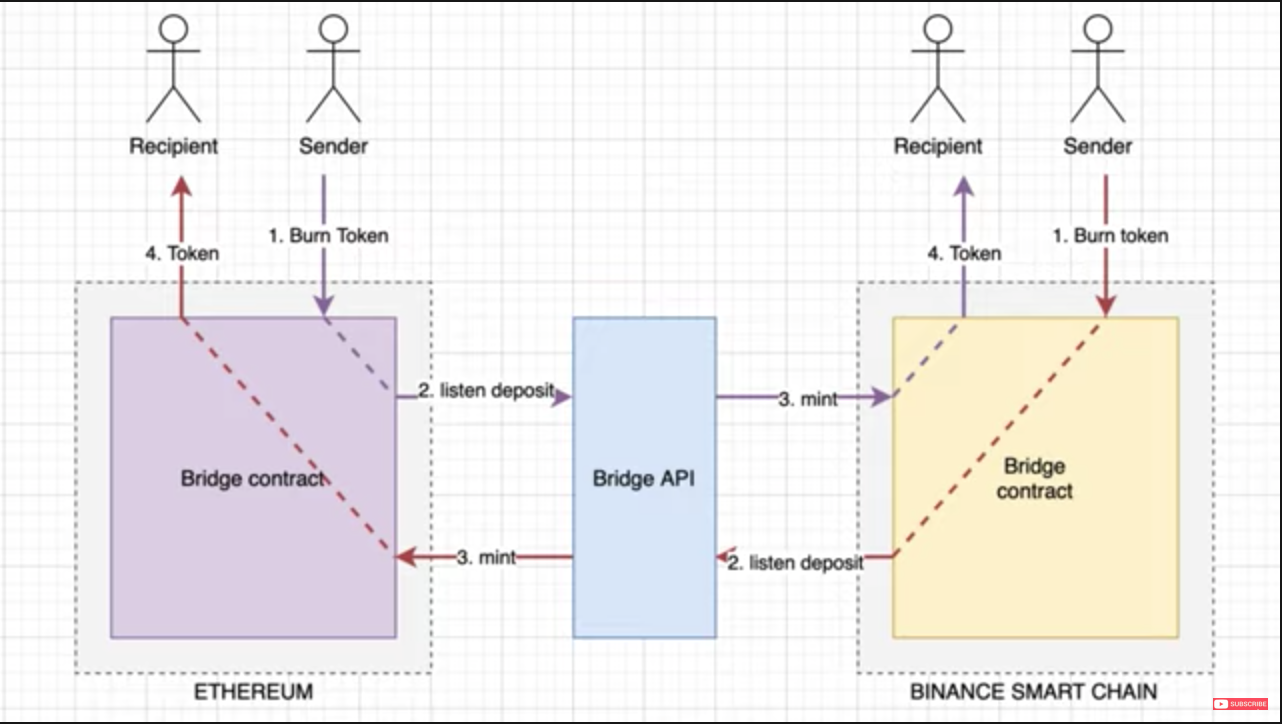 Recipient
Sender
Recipient
Sender
1. Burn Token
1. Burn token
4. Token
4. Token
2. listen deposit
3. mint
Bridge contract
Bridge API
Bridge
contract
3. mint
2. listen deposit
ETHEREUM
BINANCE SMART CHAIN
SUBSCRIBE